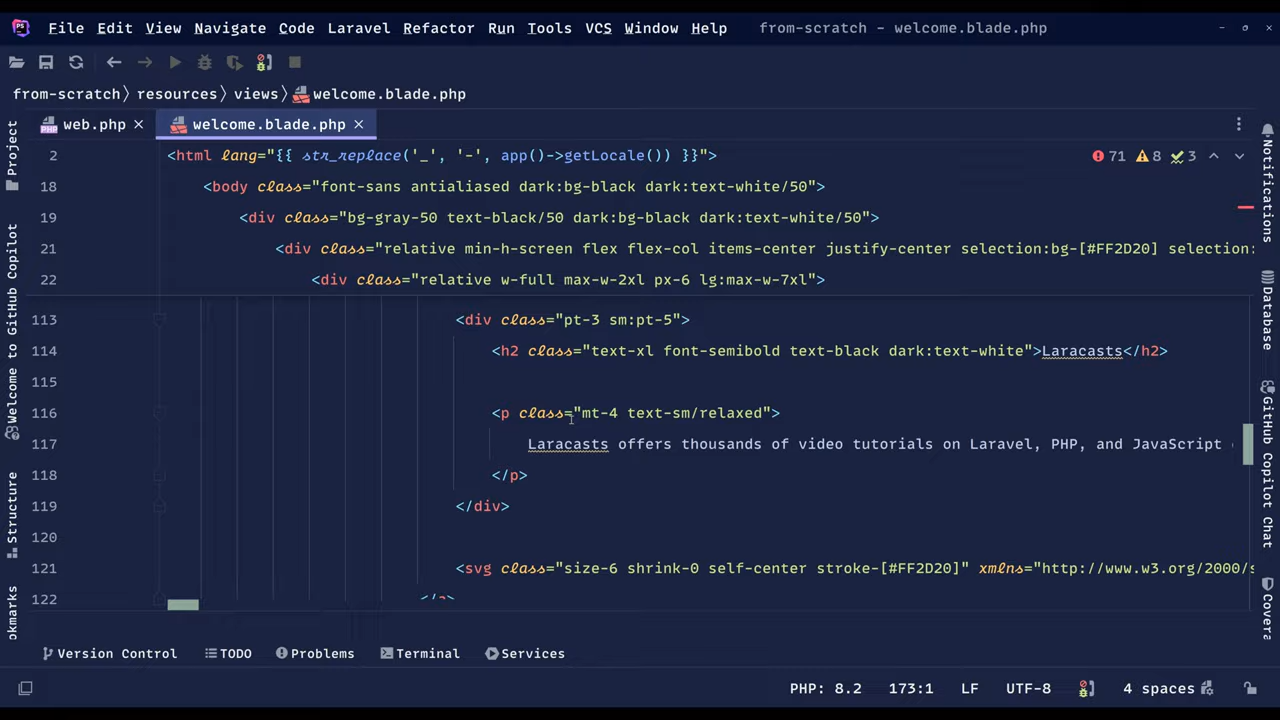 File Edit View Navigate Code Laravel Refactor Run Tools VCS Window Help from-scratch – welcome.blade.php
from-scratch 〉 resources 〉 views 〉 welcome.blade.php
web.php welcome.blade.php
2 <html lang="{{ str_replace('_', '-', app()->getLocale()) }}"> 71 8 3
18 <body class="font-sans antialiased dark:bg-black dark:text-white/50">
19 <div class="bg-gray-50 text-black/50 dark:bg-black dark:text-white/50">
21 <div class="relative min-h-screen flex flex-col items-center justify-center selection:bg-[#FF2D20] selection:
22 <div class="relative w-full max-w-2xl px-6 lg:max-w-7xl">
113 <div class="pt-3 sm:pt-5">
114 <h2 class="text-xl font-semibold text-black dark:text-white">Laracasts</h2>
115
116 <p class="mt-4 text-sm/relaxed">
117 Laracasts offers thousands of video tutorials on Laravel, PHP, and JavaScript
118 </p>
119 </div>
120
121 <svg class="size-6 shrink-0 self-center stroke-[#FF2D20]" xmlns="http://www.w3.org/2000/s
122 </a>
Project
Welcome to GitHub Copilot
Structure
okmarks
Notifications
Database
GitHub Copilot Chat
Covera
Version Control TODO Problems Terminal Services
PHP: 8.2 173:1 LF UTF-8 4 spaces